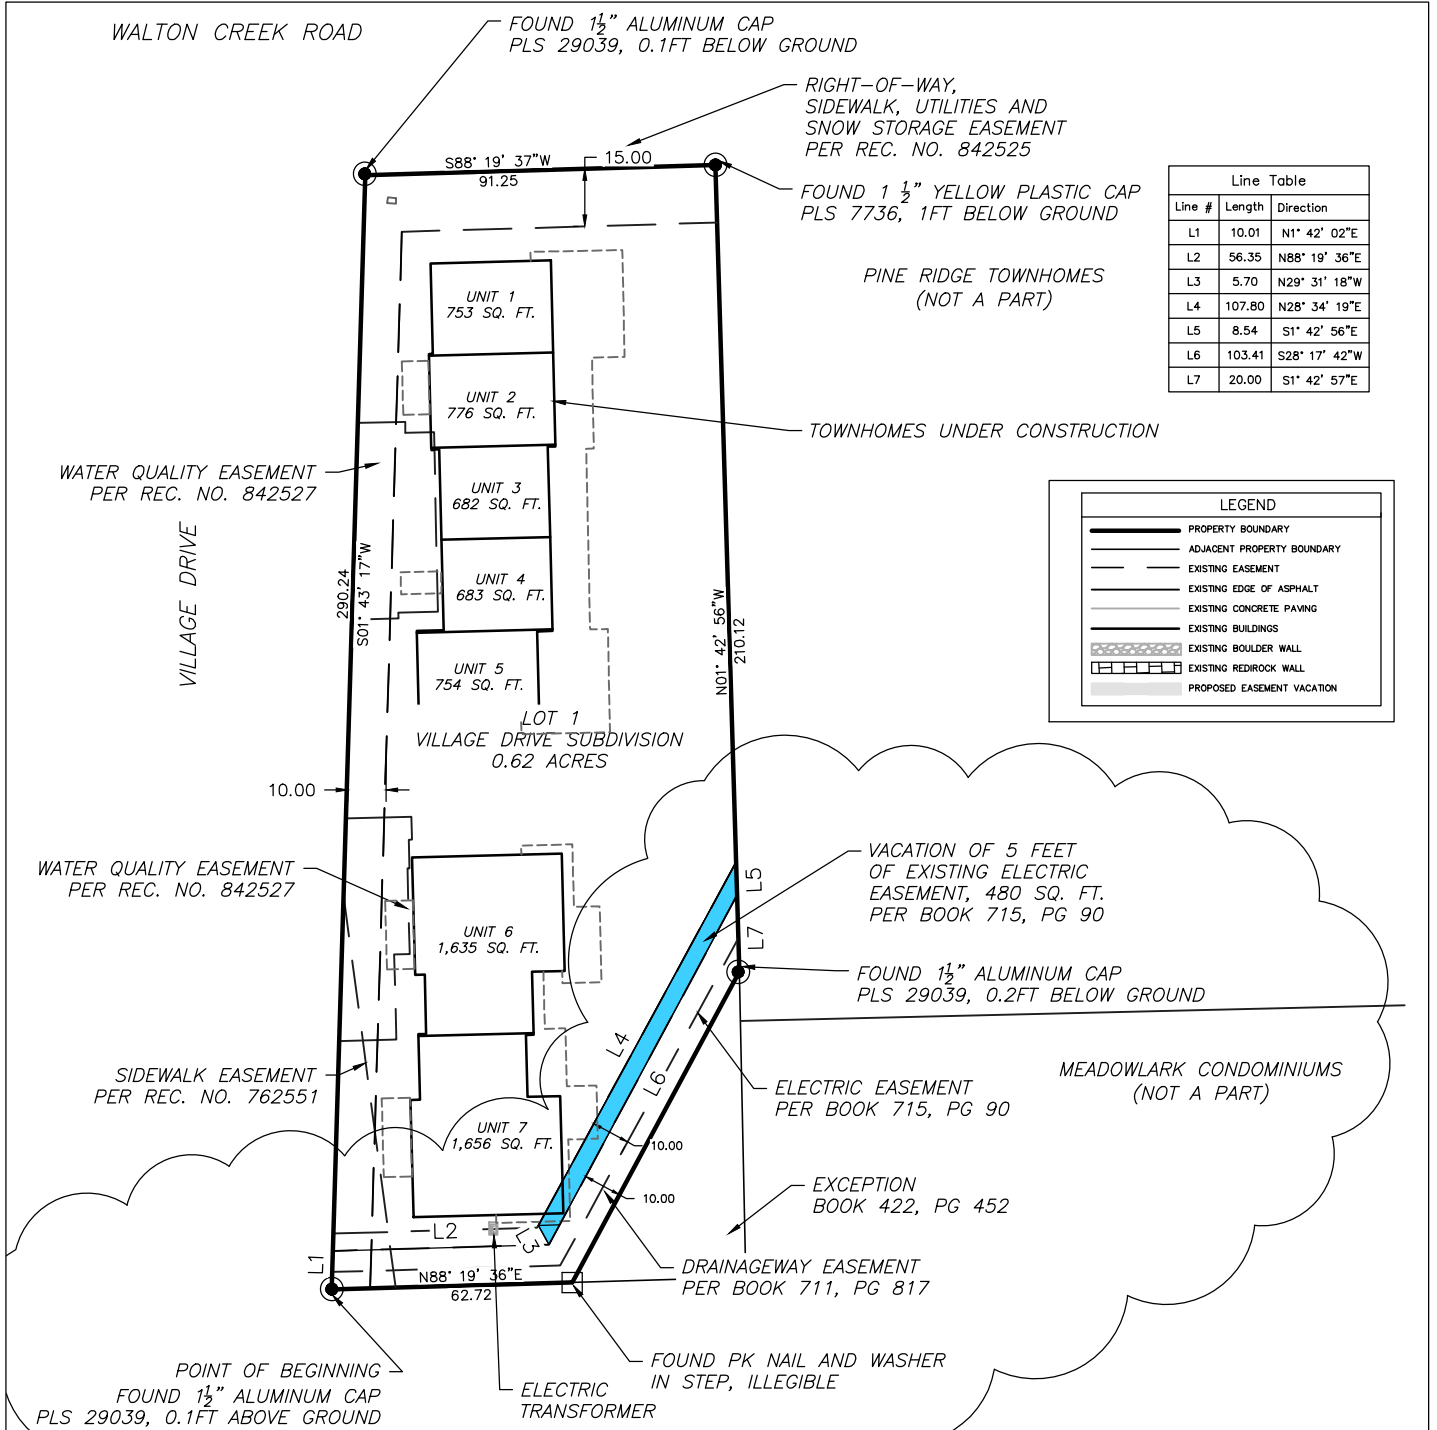 WALTON CREEK ROAD
FOUND 1½" ALUMINUM CAP
PLS 29039, 0.1FT BELOW GROUND
RIGHT-OF-WAY,
SIDEWALK, UTILITIES AND
SNOW STORAGE EASEMENT
PER REC. NO. 842525
S88° 19' 37"W
91.25
15.00
FOUND 1 ½" YELLOW PLASTIC CAP
PLS 7736, 1FT BELOW GROUND
Line Table
Line # Length Direction
L1 10.01 N1° 42' 02"E
L2 56.35 N88° 19' 36"E
L3 5.70 N29° 31' 18"W
L4 107.80 N28° 34' 19"E
L5 8.54 S1° 42' 56"E
L6 103.41 S28° 17' 42"W
L7 20.00 S1° 42' 57"E
PINE RIDGE TOWNHOMES
(NOT A PART)
UNIT 1
753 SQ. FT.
UNIT 2
776 SQ. FT.
TOWNHOMES UNDER CONSTRUCTION
WATER QUALITY EASEMENT
PER REC. NO. 842527
UNIT 3
682 SQ. FT.
LEGEND
PROPERTY BOUNDARY
ADJACENT PROPERTY BOUNDARY
EXISTING EASEMENT
EXISTING EDGE OF ASPHALT
EXISTING CONCRETE PAVING
EXISTING BUILDINGS
EXISTING BOULDER WALL
EXISTING REDIROCK WALL
PROPOSED EASEMENT VACATION
VILLAGE DRIVE
290.24
S01° 43' 17"W
UNIT 4
683 SQ. FT.
N01° 42' 56"W
210.12
UNIT 5
754 SQ. FT.
LOT 1
VILLAGE DRIVE SUBDIVISION
0.62 ACRES
10.00
WATER QUALITY EASEMENT
PER REC. NO. 842527
VACATION OF 5 FEET
OF EXISTING ELECTRIC
EASEMENT, 480 SQ. FT.
PER BOOK 715, PG 90
L5
UNIT 6
1,635 SQ. FT.
L7
FOUND 1½" ALUMINUM CAP
PLS 29039, 0.2FT BELOW GROUND
L4
L6
SIDEWALK EASEMENT
PER REC. NO. 762551
MEADOWLARK CONDOMINIUMS
(NOT A PART)
ELECTRIC EASEMENT
PER BOOK 715, PG 90
UNIT 7
1,656 SQ. FT.
10.00
10.00
EXCEPTION
BOOK 422, PG 452
L2
L3
L1
DRAINAGEWAY EASEMENT
PER BOOK 711, PG 817
N88° 19' 36"E
62.72
POINT OF BEGINNING
FOUND 1½" ALUMINUM CAP
PLS 29039, 0.1FT ABOVE GROUND
FOUND PK NAIL AND WASHER
IN STEP, ILLEGIBLE
ELECTRIC
TRANSFORMER